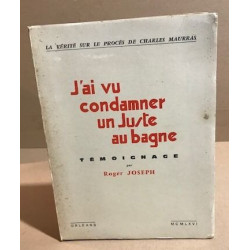 LA VÉRITÉ SUR LE PROCÈS DE CHARLES MAURRAS
J'ai vu
condamner
un Juste
au bagne
TÉMOIGNAGE
par
Roger JOSEPH
ORLÉANS
MCMLXVI